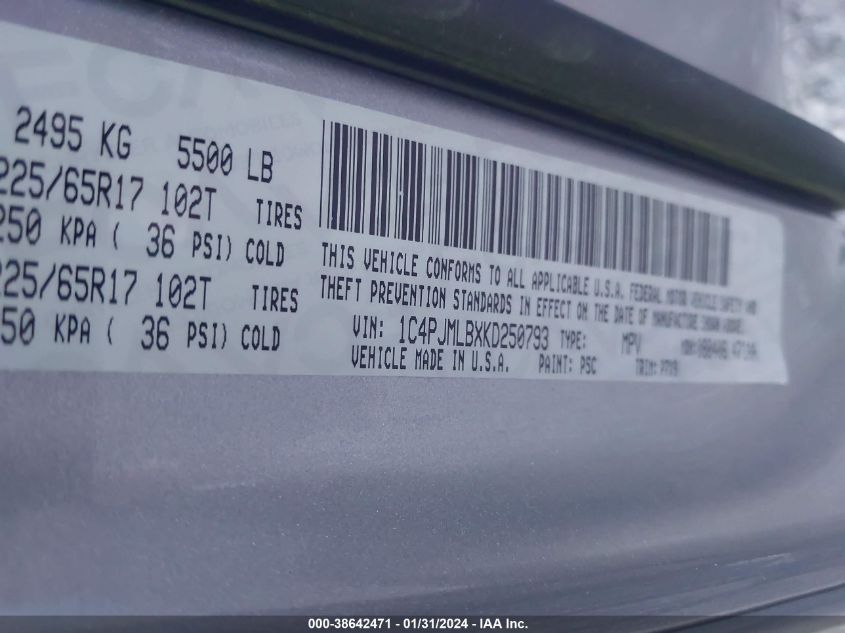 2495 KG 5500 LB
225/65R17 102T TIRES
250 KPA ( 36 PSI) COLD
225/65R17 102T TIRES
250 KPA ( 36 PSI) COLD
THIS VEHICLE CONFORMS TO ALL APPLICABLE U.S.A. FEDERAL MOTOR VEHICLE SAFETY AND
THEFT PREVENTION STANDARDS IN EFFECT ON THE DATE OF MANUFACTURE SHOWN ABOVE.
VIN: 1C4PJMLBXKD250793 TYPE: MPV MDH:
VEHICLE MADE IN U.S.A. PAINT: PSC TRIM:
000-38642471 - 01/31/2024 - IAA Inc.